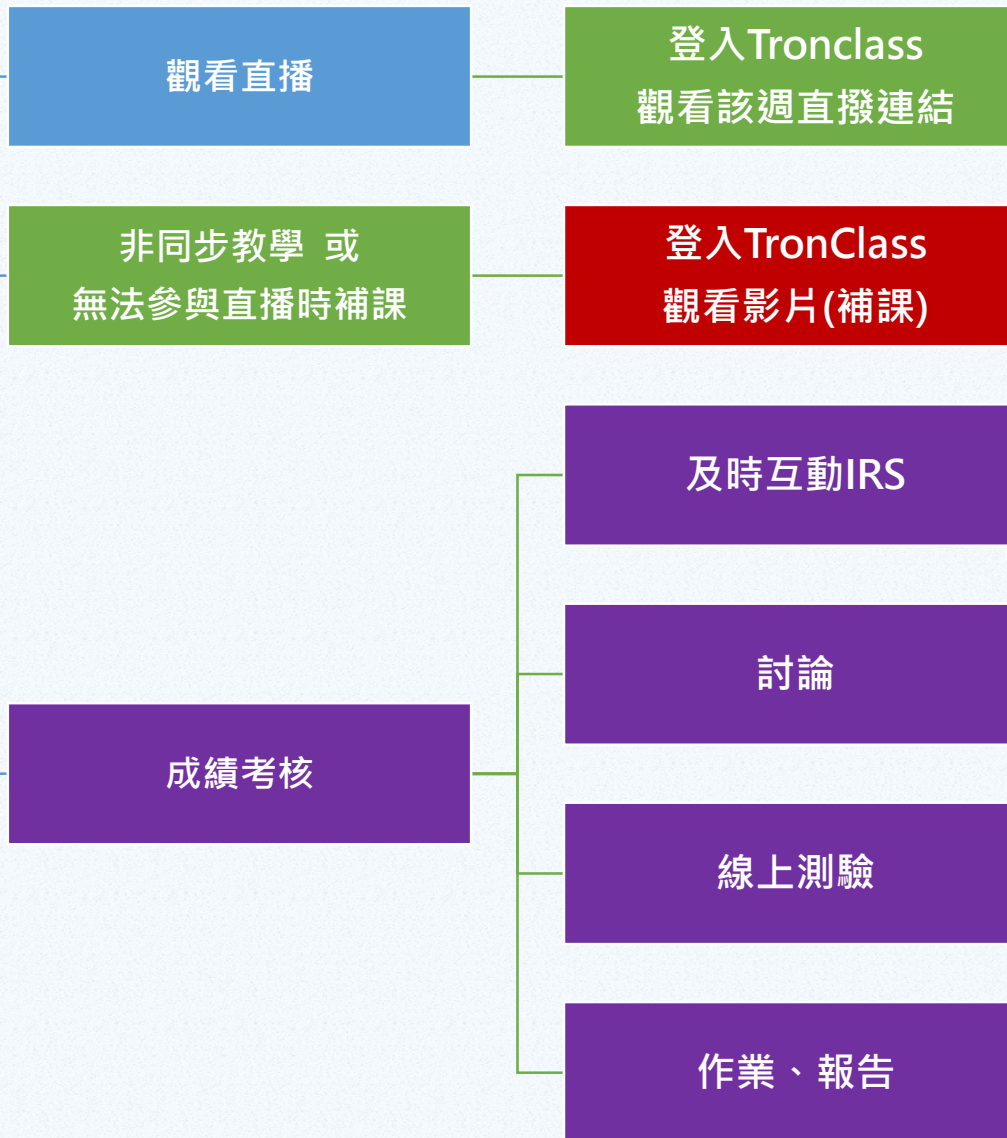 觀看直播
登入Tronclass
觀看該週直撥連結
非同步教學 或
無法參與直播時補課
登入TronClass
觀看影片(補課)
成績考核
及時互動IRS
討論
線上測驗
作業、報告